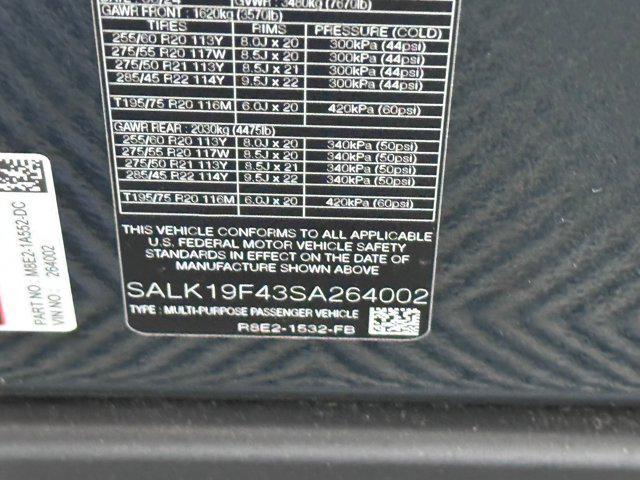 GVWR : 3480kg (7670lb)
GAWR FRONT : 1620kg (3570lb)
TIRES RIMS PRESSURE (COLD)
255/60 R20 113Y 8.0J x 20 300kPa (44psi)
275/55 R20 117W 8.5J x 20 300kPa (44psi)
275/50 R21 113Y 8.5J x 21 300kPa (44psi)
285/45 R22 114Y 9.5J x 22 300kPa (44psi)
T195/75 R20 116M 6.0J x 20 420kPa (60psi)
GAWR REAR : 2030kg (4475lb)
255/60 R20 113Y 8.0J x 20 340kPa (50psi)
275/55 R20 117W 8.5J x 20 340kPa (50psi)
275/50 R21 113Y 8.5J x 21 340kPa (50psi)
285/45 R22 114Y 9.5J x 22 340kPa (50psi)
T195/75 R20 116M 6.0J x 20 420kPa (60psi)
THIS VEHICLE CONFORMS TO ALL APPLICABLE
U.S. FEDERAL MOTOR VEHICLE SAFETY
STANDARDS IN EFFECT ON THE DATE OF
MANUFACTURE SHOWN ABOVE
SALK19F43SA264002
TYPE : MULTI-PURPOSE PASSENGER VEHICLE
R8E2-1532-FB
PART NO : M8E2-1A552-DC
VIN NO : 264002